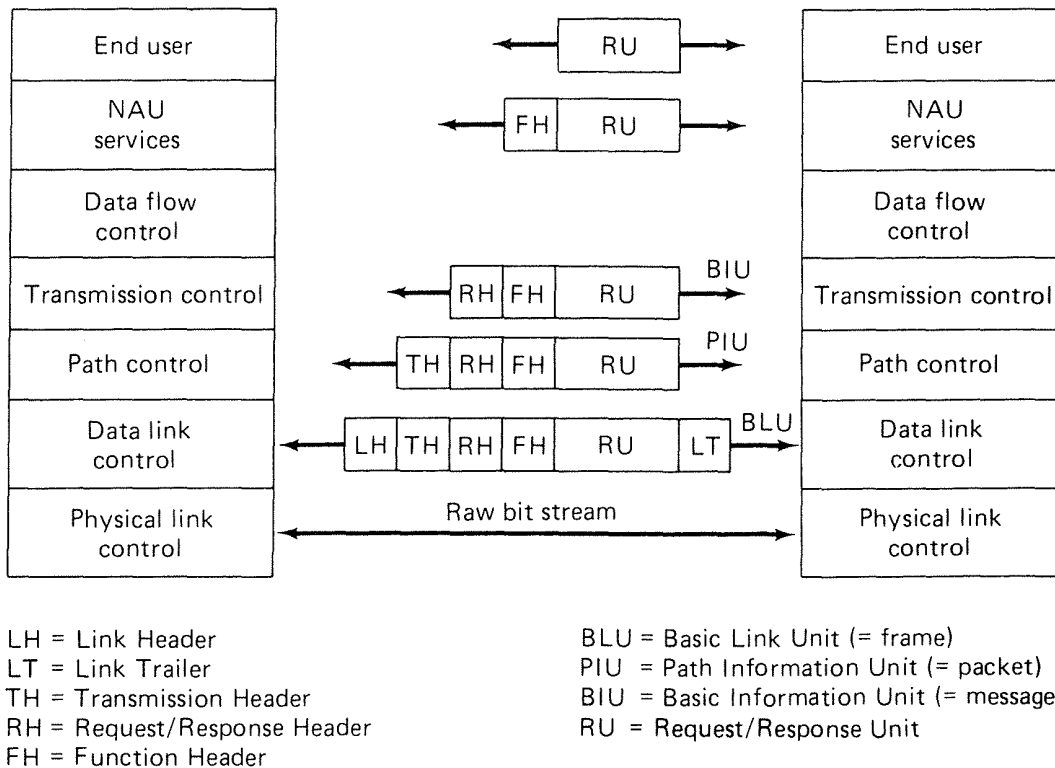 End user
RU
End user
NAU
services
FH RU
NAU
services
Data flow
control
Data flow
control
Transmission control
RH FH RU
BIU
Transmission control
Path control
TH RH FH RU
PIU
Path control
Data link
control
LH TH RH FH RU LT
BLU
Data link
control
Physical link
control
Raw bit stream
Physical link
control
LH = Link Header
LT = Link Trailer
TH = Transmission Header
RH = Request/Response Header
FH = Function Header
BLU = Basic Link Unit (= frame)
PIU = Path Information Unit (= packet)
BIU = Basic Information Unit (= message
RU = Request/Response Unit